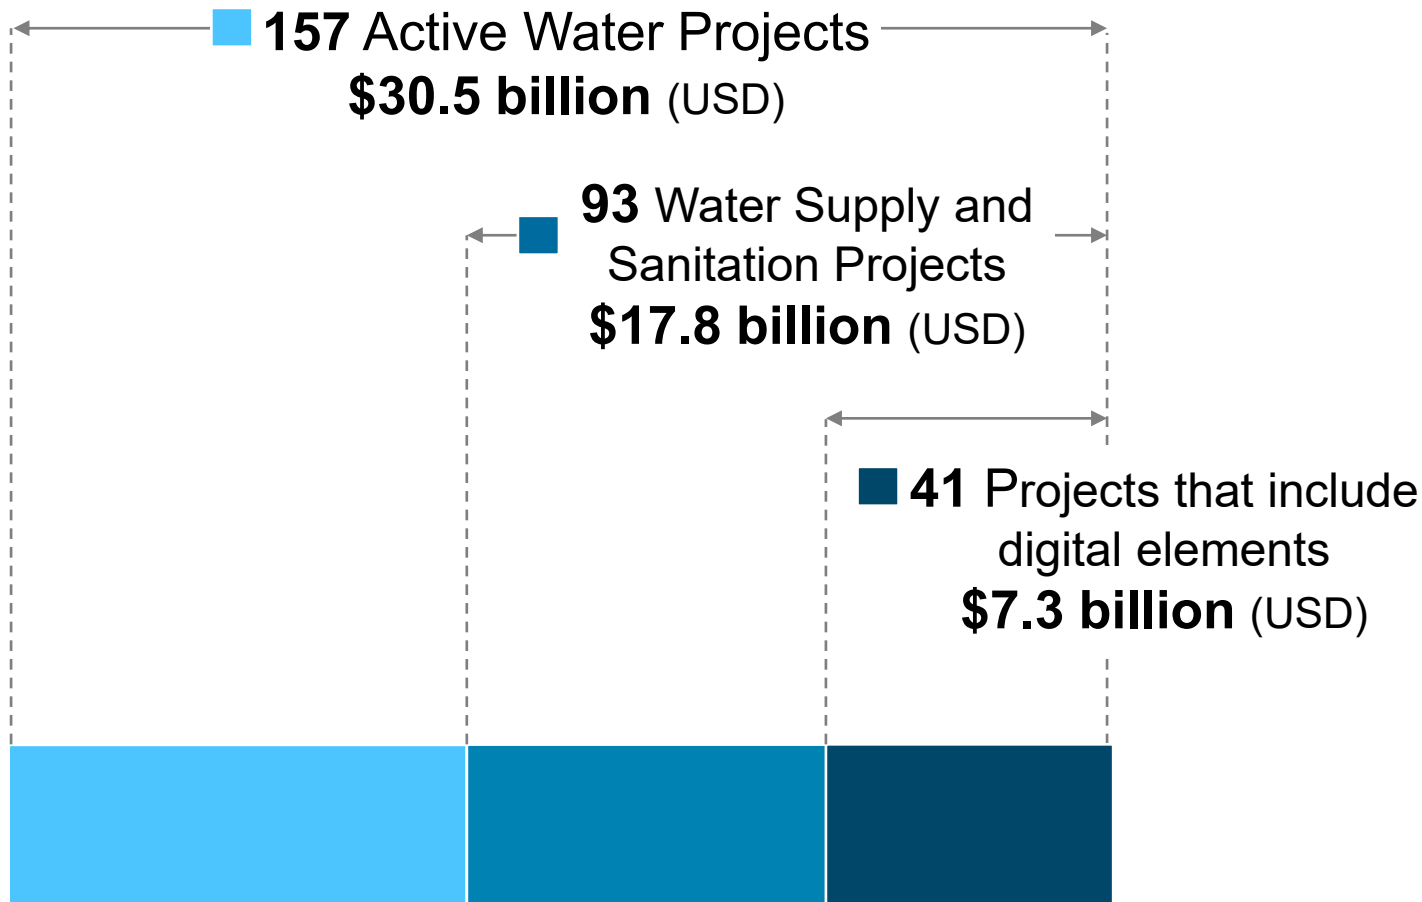 157 Active Water Projects
$30.5 billion (USD)
93 Water Supply and
Sanitation Projects
$17.8 billion (USD)
41 Projects that include
digital elements
$7.3 billion (USD)